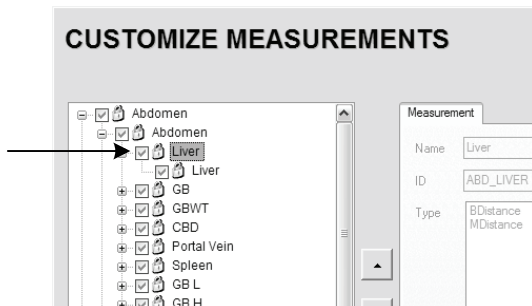 CUSTOMIZE MEASUREMENTS
Abdomen
Abdomen
Liver
Liver
GB
GBWT
CBD
Portal Vein
Spleen
GB L
GB H
Measurement
Name Liver
ID ABD_LIVER
Type BDistance
MDistance